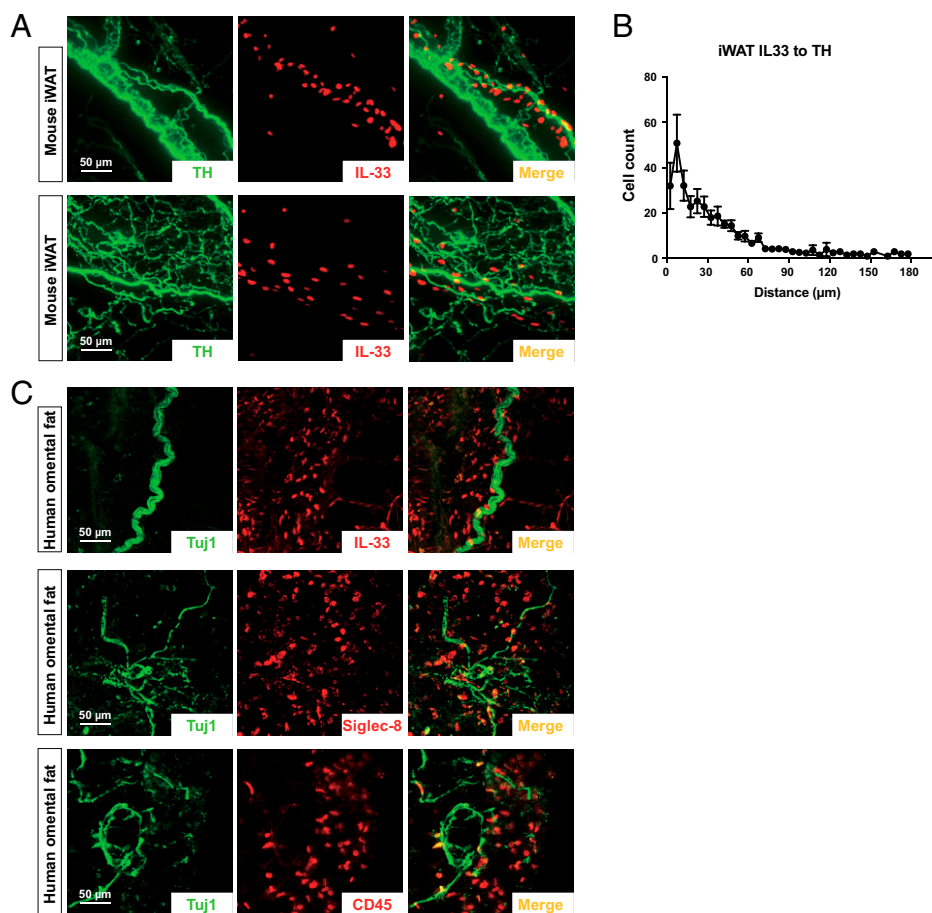 A
Mouse iWAT
50 µm
TH
IL-33
Merge
Mouse iWAT
50 µm
TH
IL-33
Merge
B
iWAT IL33 to TH
Cell count
80
60
40
20
0
0 30 60 90 120 150 180
Distance (µm)
C
Human omental fat
50 µm
Tuj1
IL-33
Merge
Human omental fat
50 µm
Tuj1
Siglec-8
Merge
Human omental fat
50 µm
Tuj1
CD45
Merge